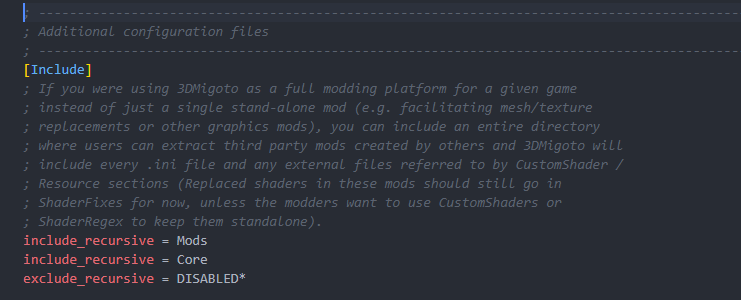 ; ---------------------------------------------------------------------------------------
; Additional configuration files
; ---------------------------------------------------------------------------------------
[Include]
; If you were using 3DMigoto as a full modding platform for a given game
; instead of just a single stand-alone mod (e.g. facilitating mesh/texture
; replacements or other graphics mods), you can include an entire directory
; where users can extract third party mods created by others and 3DMigoto will
; include every .ini file and any external files referred to by CustomShader /
; Resource sections (Replaced shaders in these mods should still go in
; ShaderFixes for now, unless the modders want to use CustomShaders or
; ShaderRegex to keep them standalone).
include_recursive = Mods
include_recursive = Core
exclude_recursive = DISABLED*